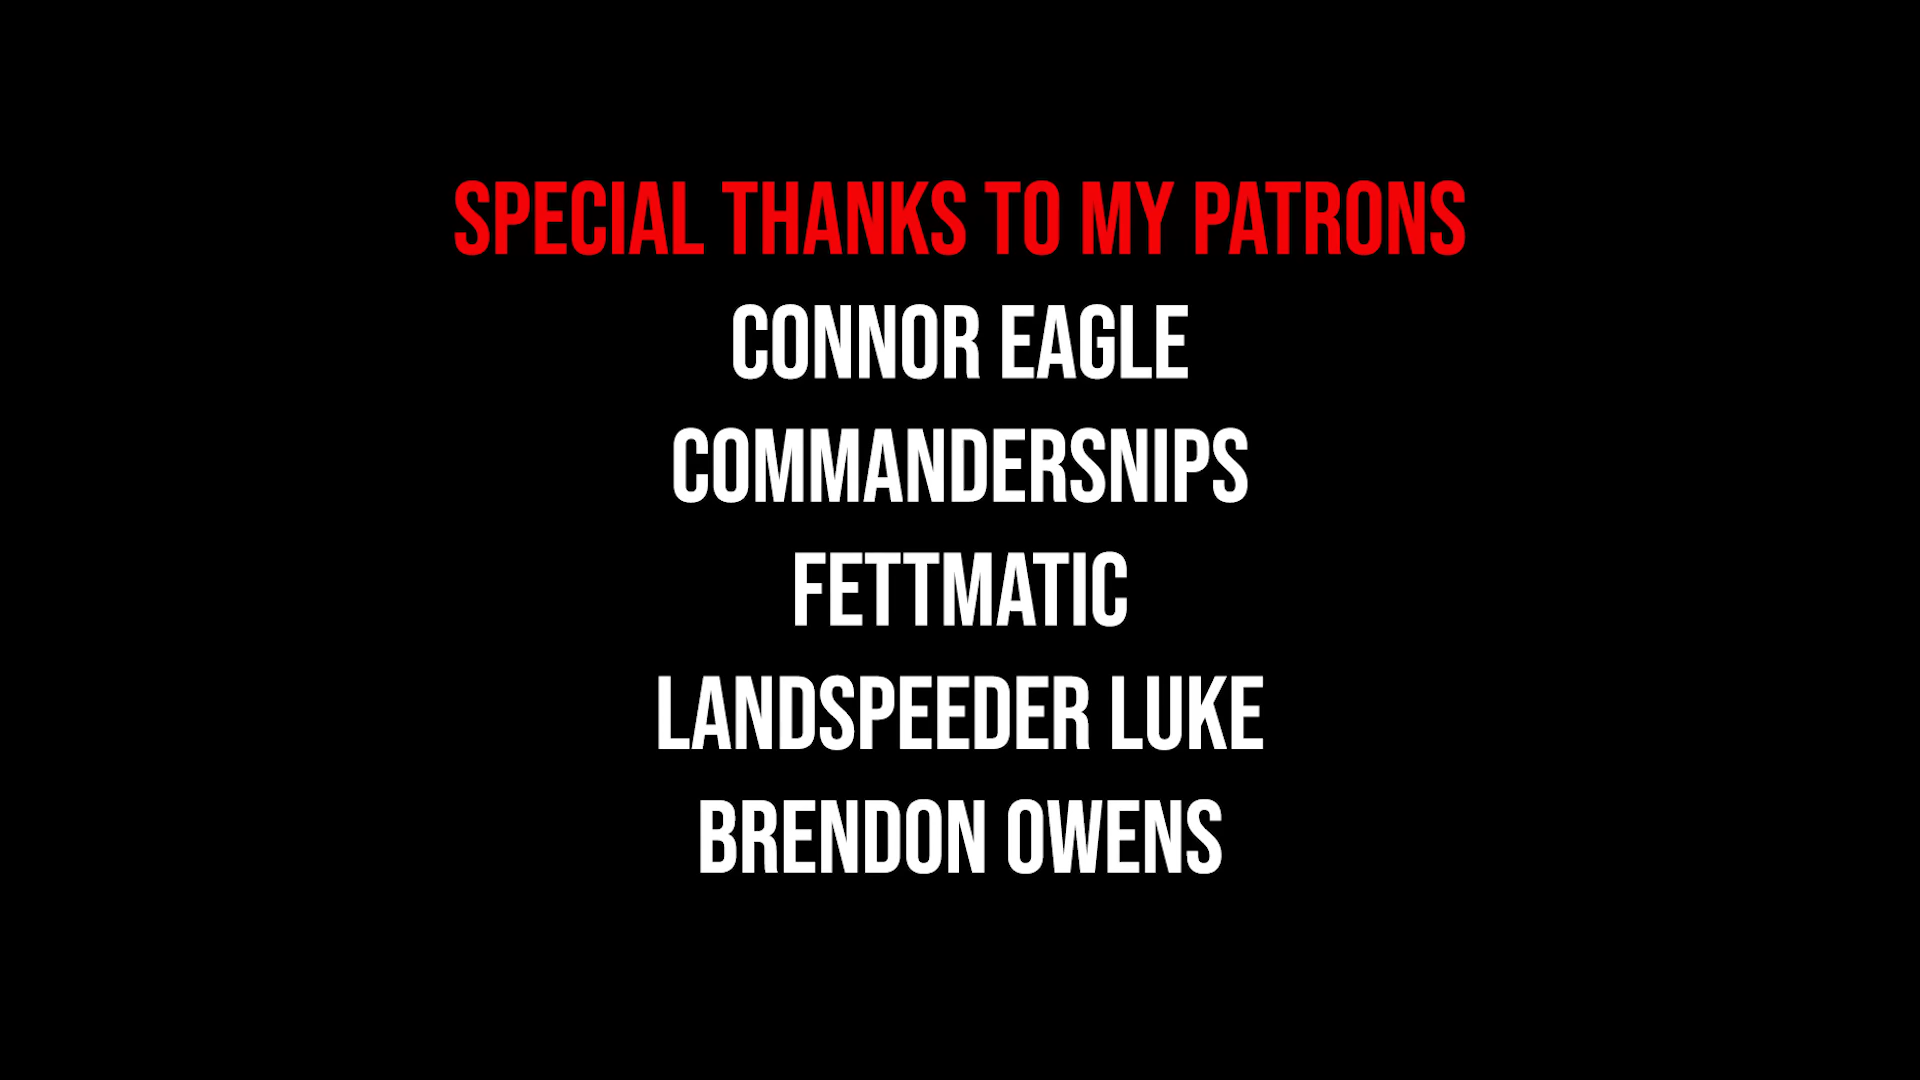 SPECIAL THANKS TO MY PATRONS
CONNOR EAGLE
COMMANDERSNIPS
FETTMATIC
LANDSPEEDER LUKE
BRENDON OWENS